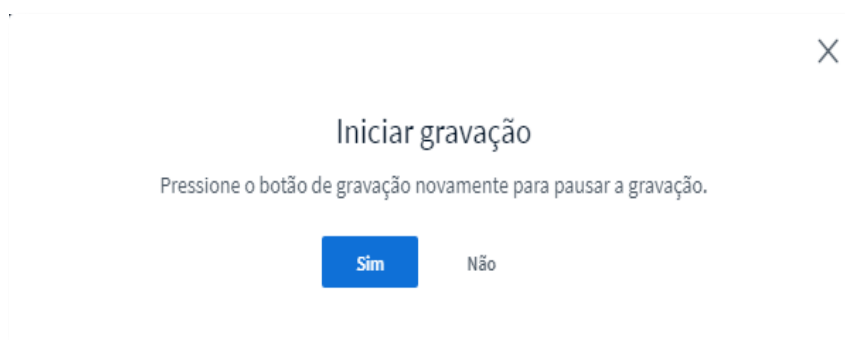 Iniciar gravação
Pressione o botão de gravação novamente para pausar a gravação.
Sim Não